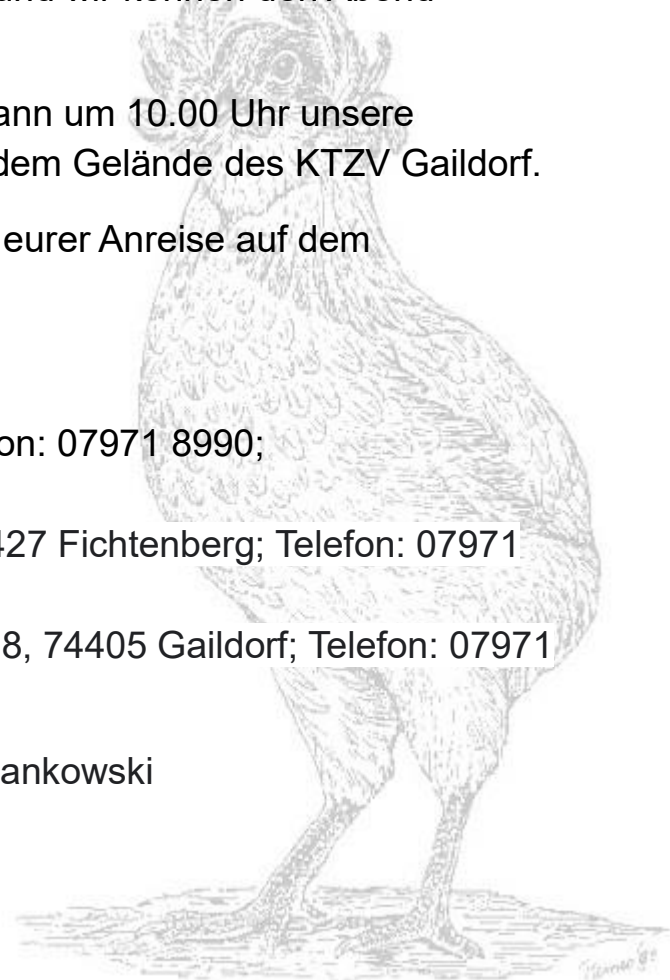 ann um 10.00 Uhr unsere
dem Gelände des KTZV Gaildorf.
eurer Anreise auf dem
on: 07971 8990;
427 Fichtenberg; Telefon: 07971
8, 74405 Gaildorf; Telefon: 07971
ankowski